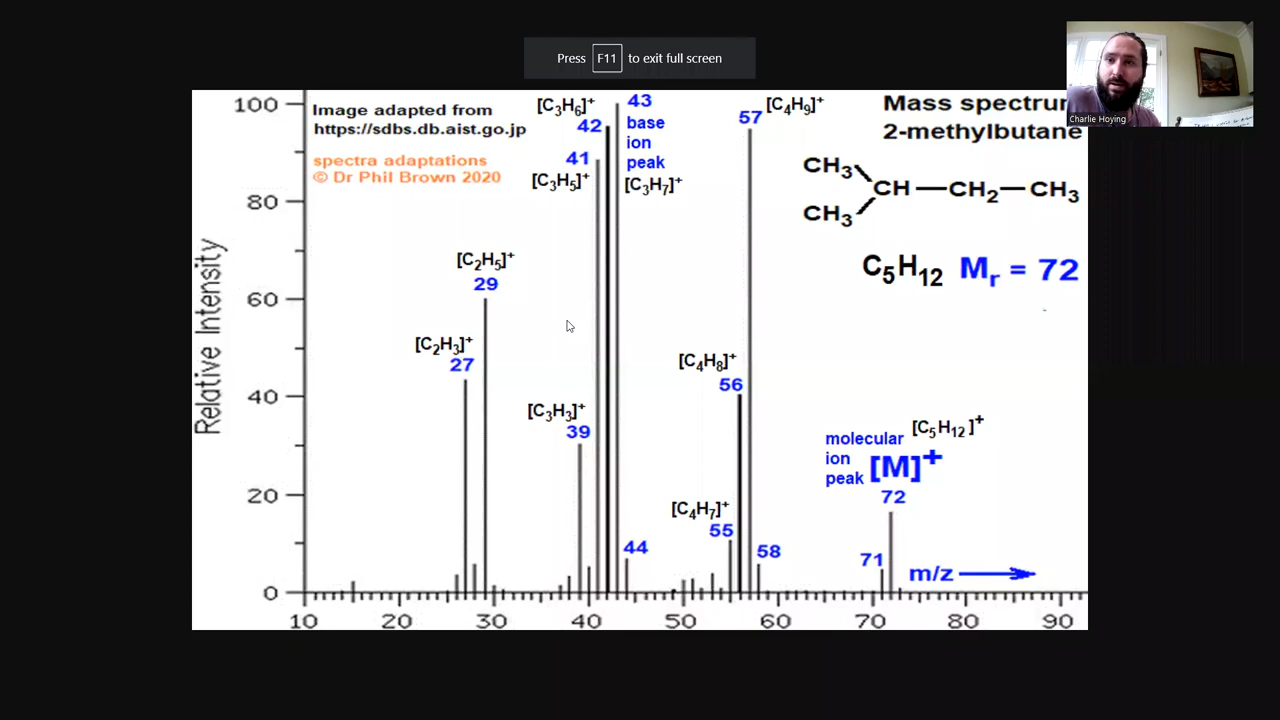 Press F11 to exit full screen
Charlie Hoying
Image adapted from
https://sdbs.db.aist.go.jp
spectra adaptations
© Dr Phil Brown 2020
Mass spectru
2-methylbutane
CH3
CH—CH2—CH3
CH3
C5H12 Mr = 72
Relative Intensity
100
80
60
40
20
0
[C2H3]+
27
[C2H5]+
29
[C3H3]+
39
[C3H5]+
41
[C3H6]+
42
43
base
ion
peak
[C3H7]+
44
[C4H7]+
55
[C4H8]+
56
[C4H9]+
57
58
71
molecular
ion
peak
[M]+
[C5H12]+
72
m/z
10 20 30 40 50 60 70 80 90